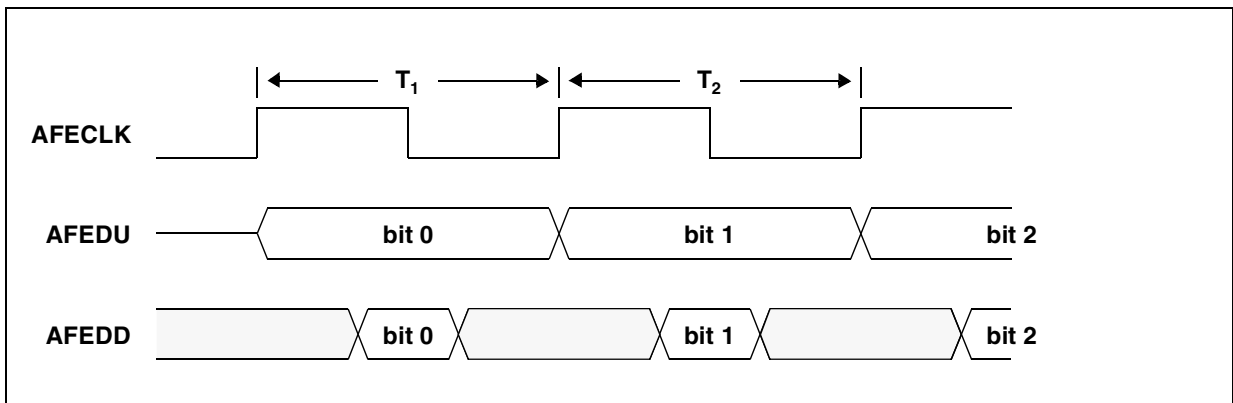 T₁ T₂
AFECLK
AFEDU bit 0 bit 1 bit 2
AFEDD bit 0 bit 1 bit 2